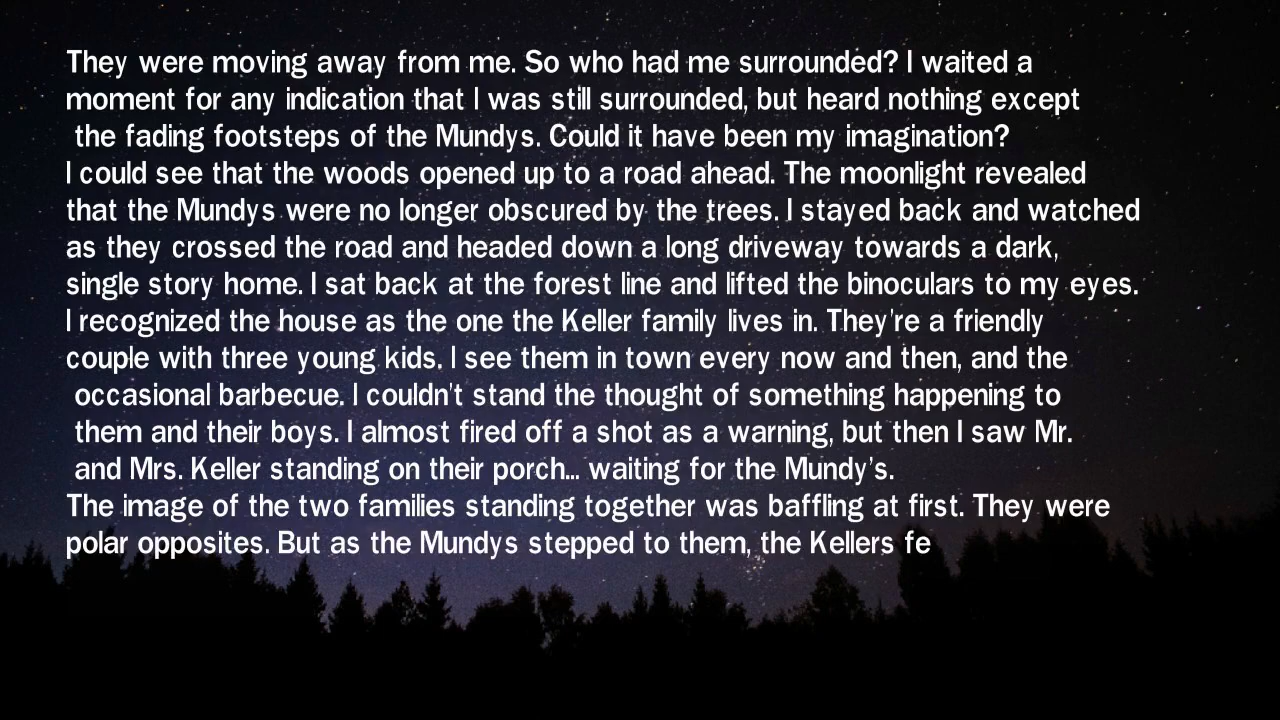 They were moving away from me. So who had me surrounded? I waited a
moment for any indication that I was still surrounded, but heard nothing except
the fading footsteps of the Mundys. Could it have been my imagination?
I could see that the woods opened up to a road ahead. The moonlight revealed
that the Mundys were no longer obscured by the trees. I stayed back and watched
as they crossed the road and headed down a long driveway towards a dark,
single story home. I sat back at the forest line and lifted the binoculars to my eyes.
I recognized the house as the one the Keller family lives in. They're a friendly
couple with three young kids. I see them in town every now and then, and the
occasional barbecue. I couldn't stand the thought of something happening to
them and their boys. I almost fired off a shot as a warning, but then I saw Mr.
and Mrs. Keller standing on their porch... waiting for the Mundy's.
The image of the two families standing together was baffling at first. They were
polar opposites. But as the Mundys stepped to them, the Kellers fe